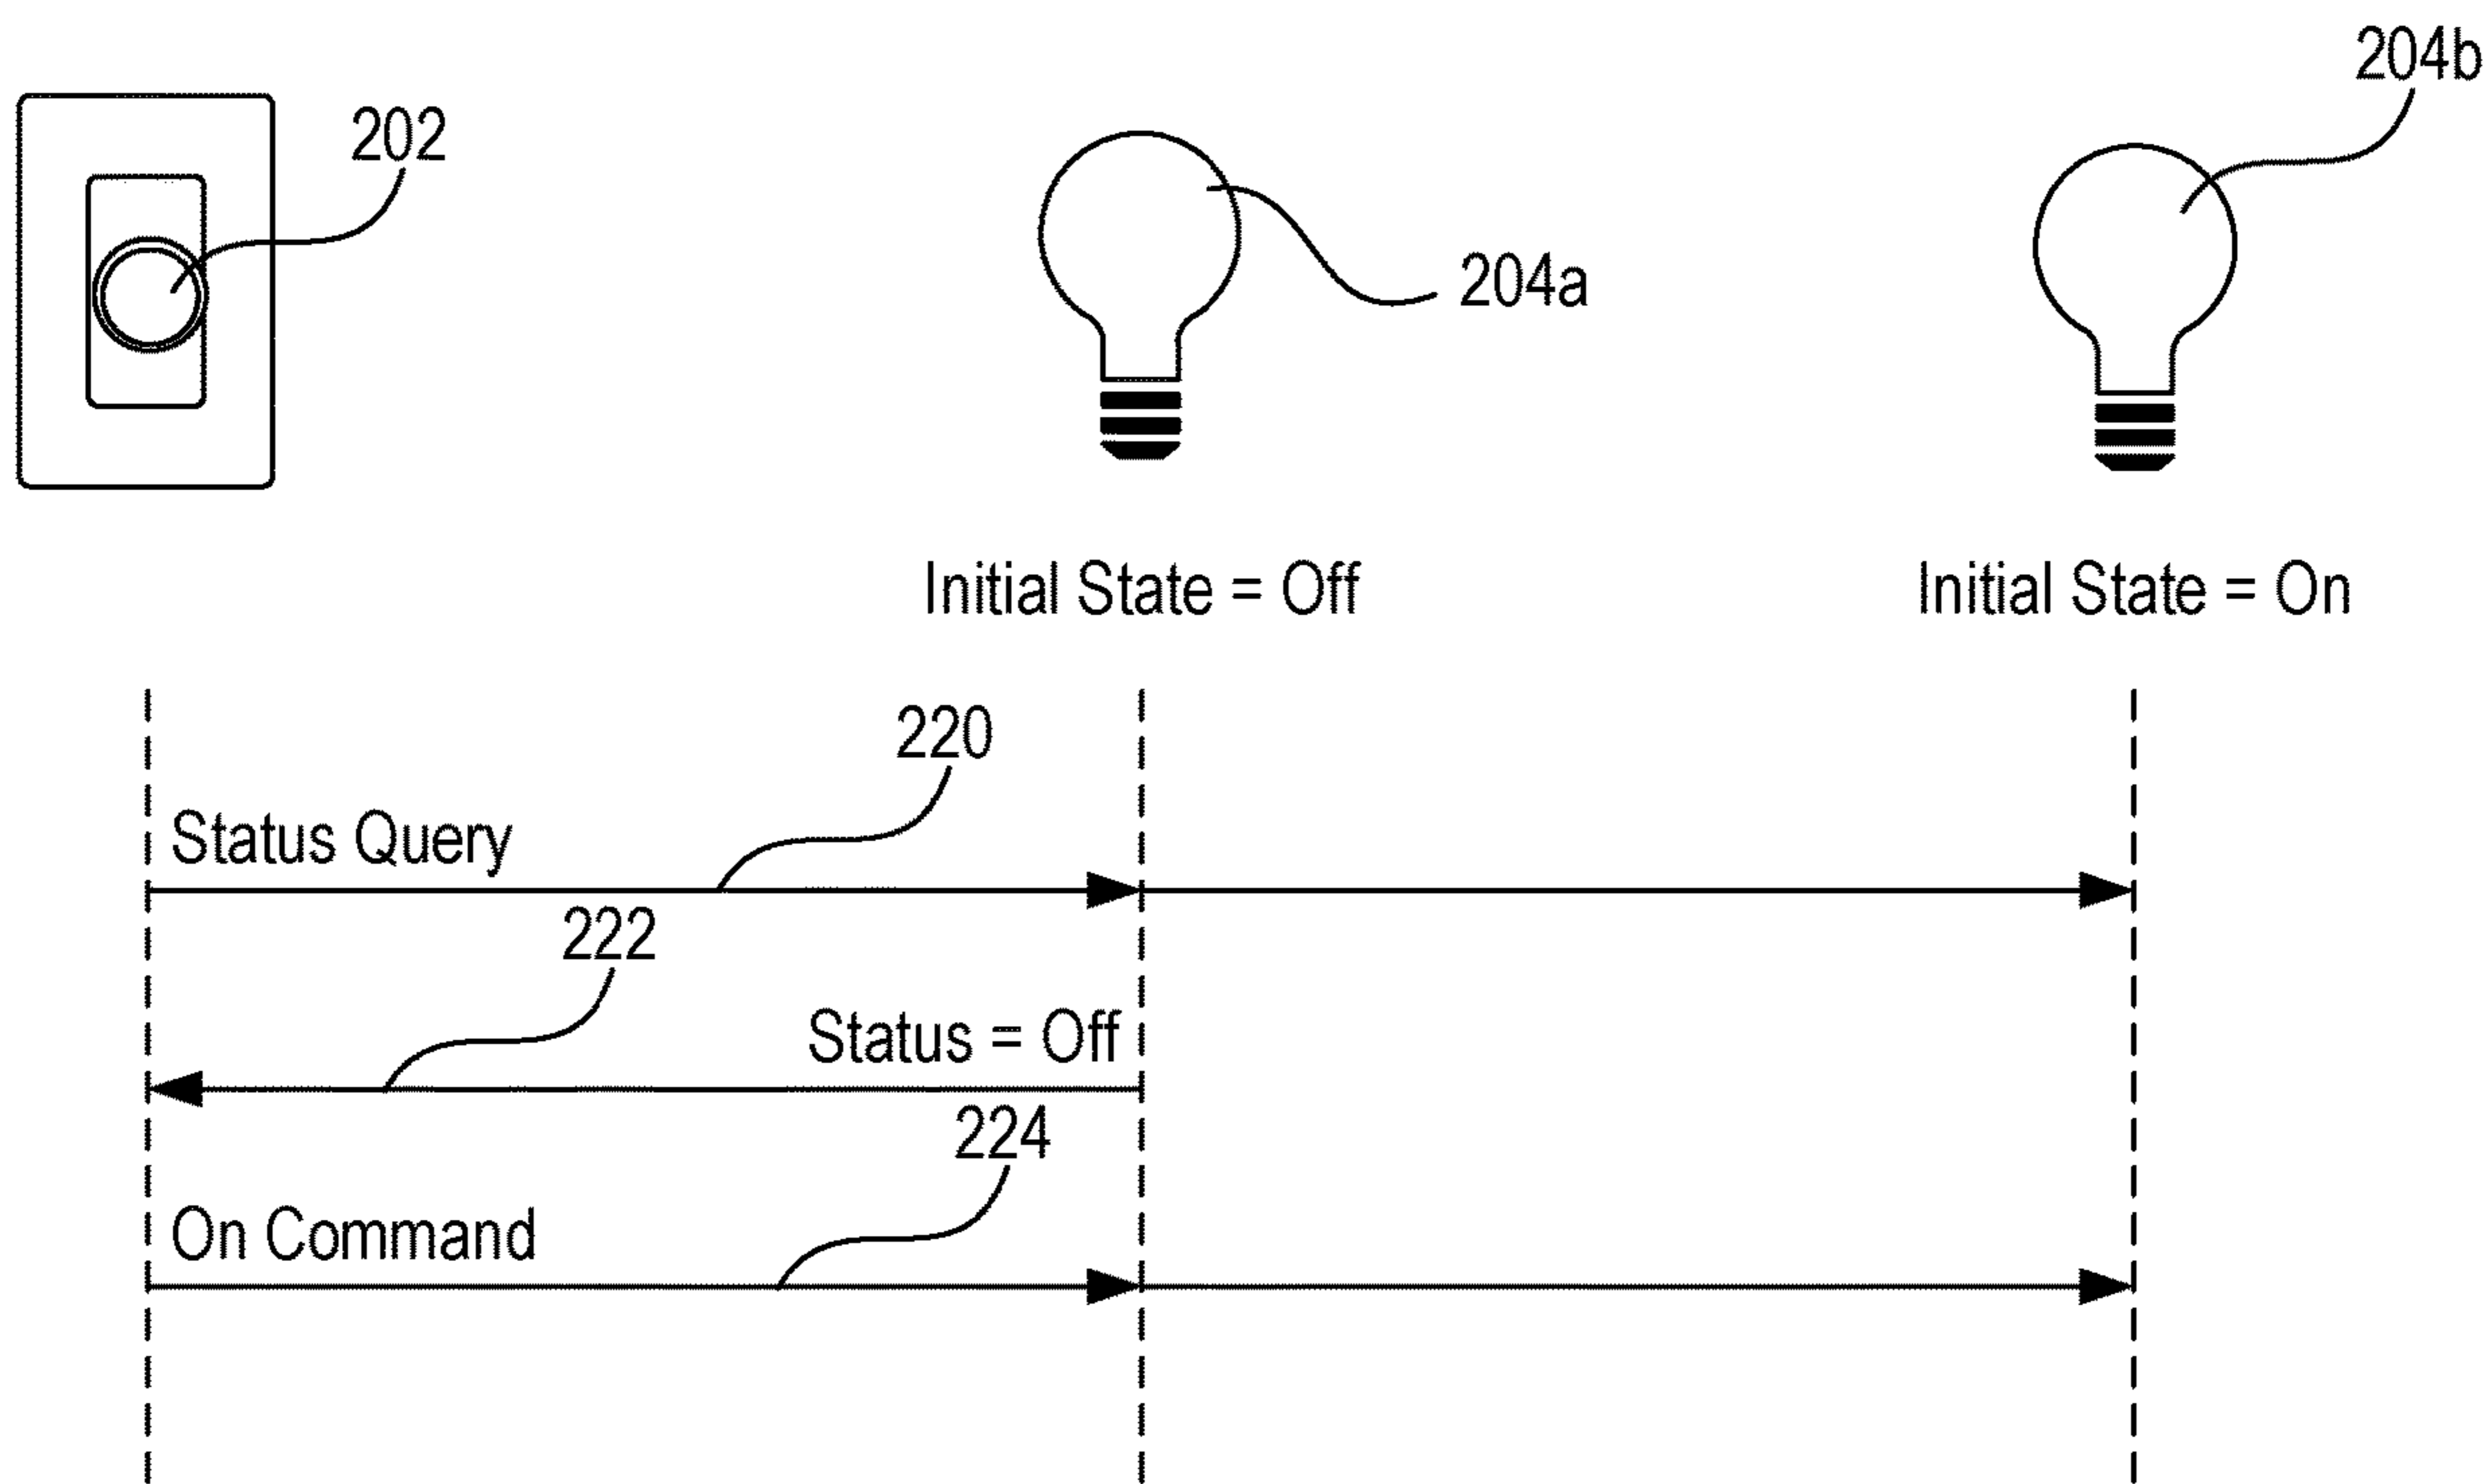 204b
202
204a
Initial State = Off
Initial State = On
220
Status Query
222
Status = Off
224
On Command